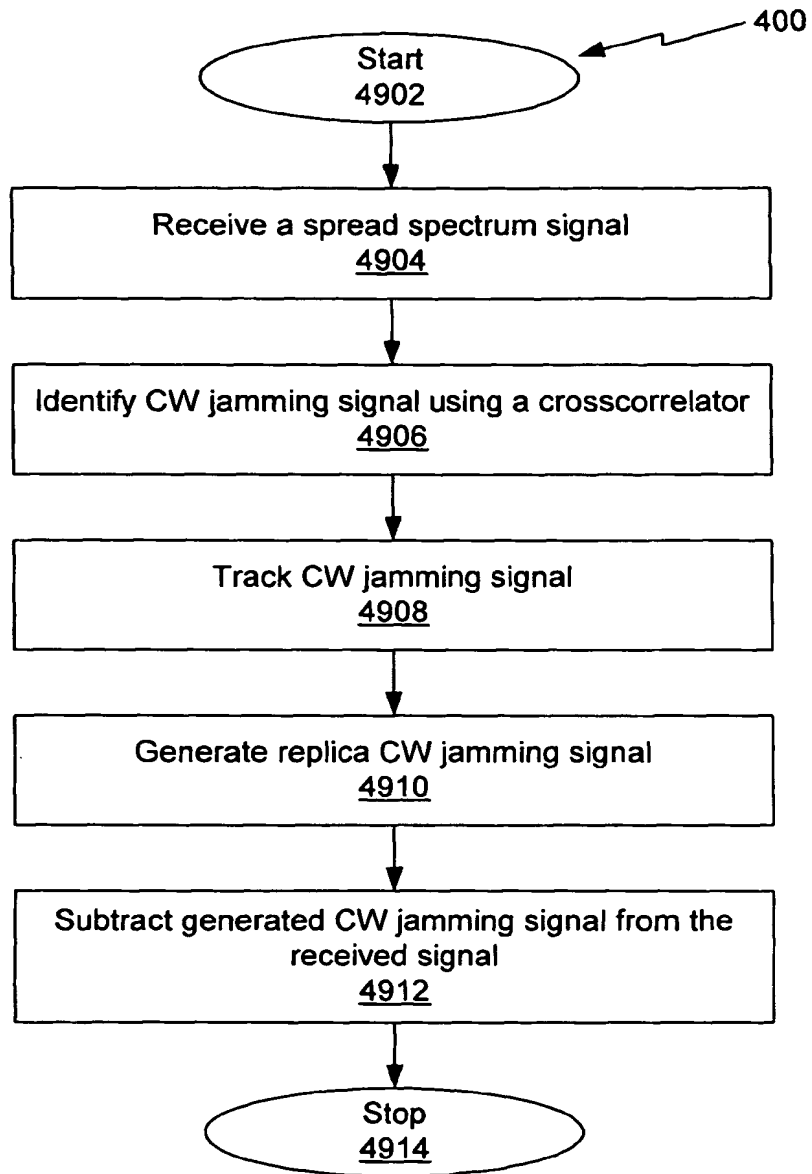 400
Start
4902
Receive a spread spectrum signal
4904
Identify CW jamming signal using a crosscorrelator
4906
Track CW jamming signal
4908
Generate replica CW jamming signal
4910
Subtract generated CW jamming signal from the
received signal
4912
Stop
4914